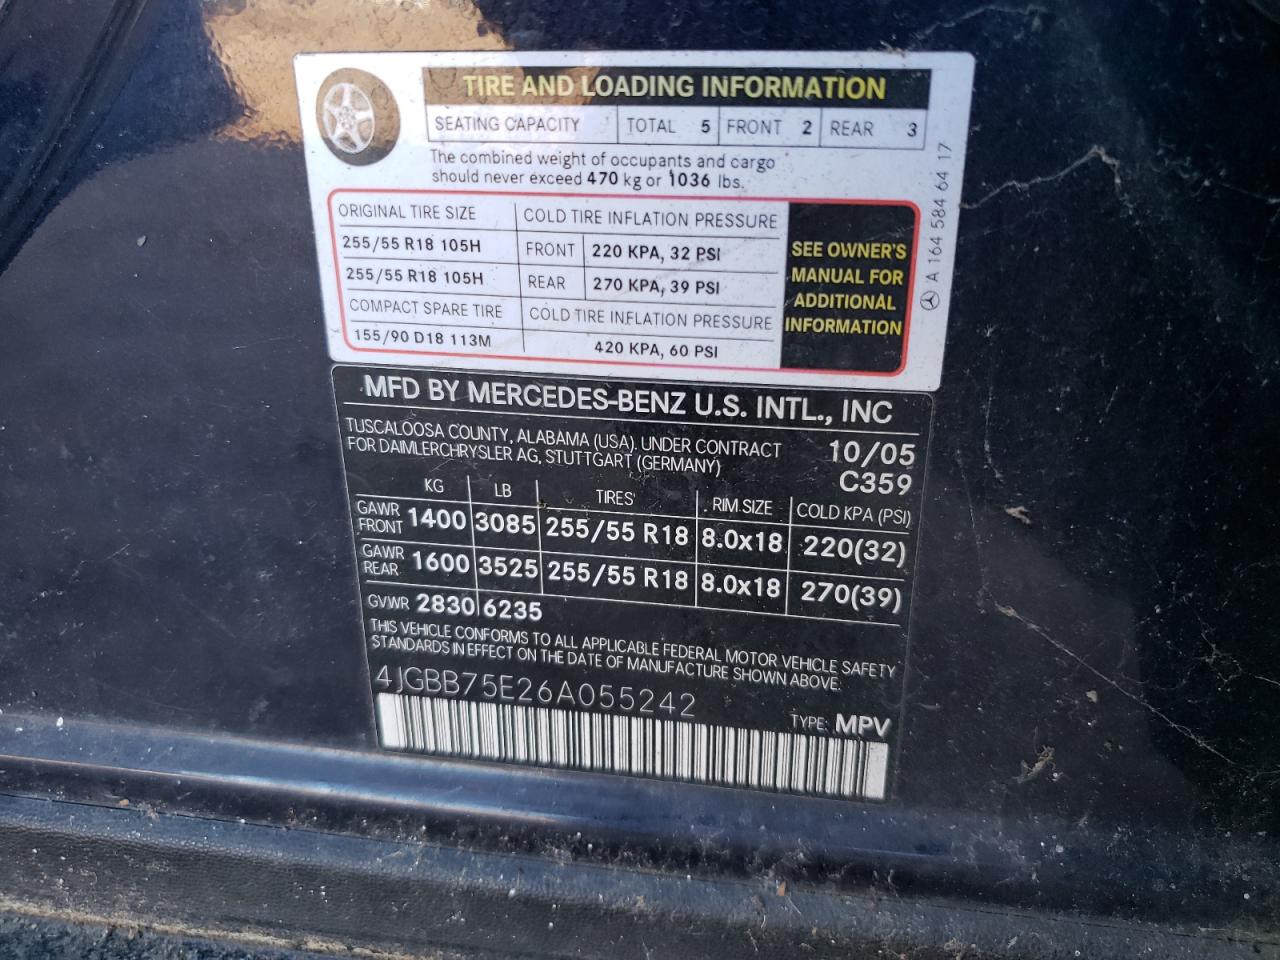 TIRE AND LOADING INFORMATION
SEATING CAPACITY TOTAL 5 FRONT 2 REAR 3
The combined weight of occupants and cargo
should never exceed 470 kg or 1036 lbs.
ORIGINAL TIRE SIZE COLD TIRE INFLATION PRESSURE
255/55 R18 105H FRONT 220 KPA, 32 PSI
255/55 R18 105H REAR 270 KPA, 39 PSI
COMPACT SPARE TIRE COLD TIRE INFLATION PRESSURE
155/90 D18 113M 420 KPA, 60 PSI
SEE OWNER'S
MANUAL FOR
ADDITIONAL
INFORMATION
A 164 584 64 17
MFD BY MERCEDES-BENZ U.S. INTL., INC
TUSCALOOSA COUNTY, ALABAMA (USA). UNDER CONTRACT
FOR DAIMLERCHRYSLER AG, STUTTGART (GERMANY)
10/05
C359
KG LB TIRES RIM SIZE COLD KPA (PSI)
GAWR FRONT 1400 3085 255/55 R18 8.0x18 220(32)
GAWR REAR 1600 3525 255/55 R18 8.0x18 270(39)
GVWR 2830 6235
THIS VEHICLE CONFORMS TO ALL APPLICABLE FEDERAL MOTOR VEHICLE SAFETY
STANDARDS IN EFFECT ON THE DATE OF MANUFACTURE SHOWN ABOVE.
4JGBB75E26A055242
TYPE: MPV